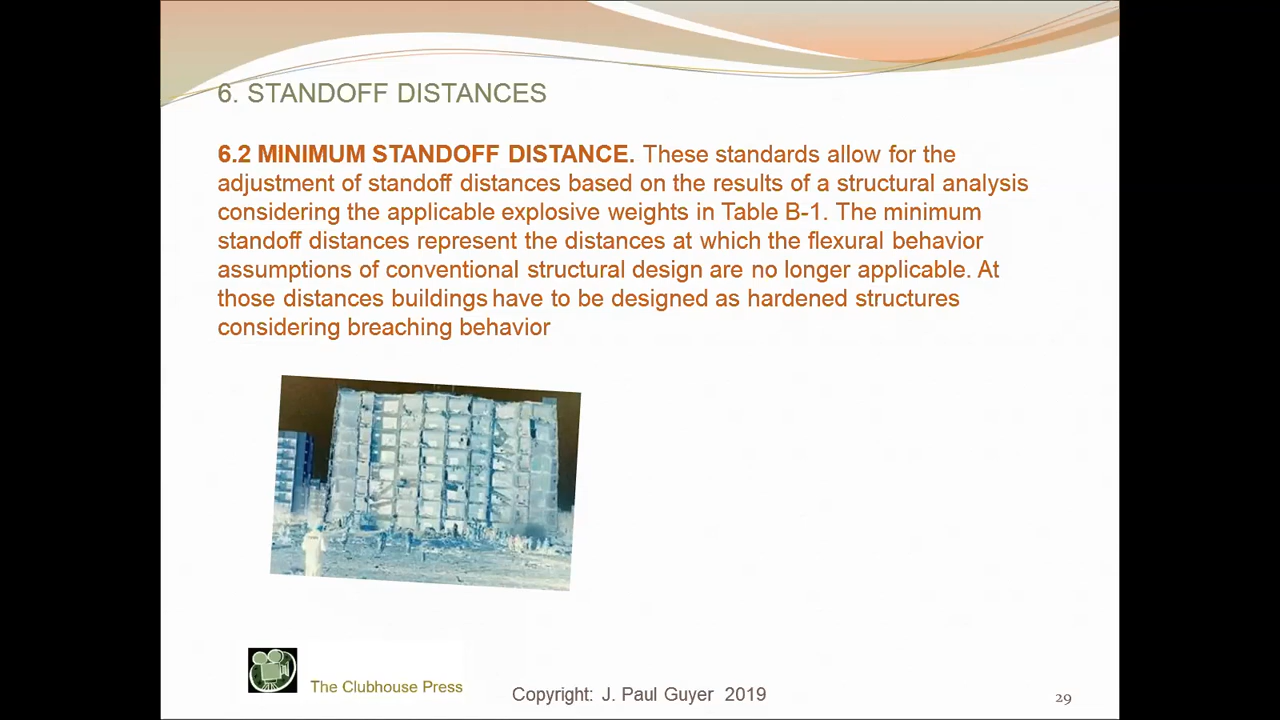 6. STANDOFF DISTANCES
6.2 MINIMUM STANDOFF DISTANCE. These standards allow for the
adjustment of standoff distances based on the results of a structural analysis
considering the applicable explosive weights in Table B-1. The minimum
standoff distances represent the distances at which the flexural behavior
assumptions of conventional structural design are no longer applicable. At
those distances buildings have to be designed as hardened structures
considering breaching behavior
The Clubhouse Press
Copyright: J. Paul Guyer 2019
29